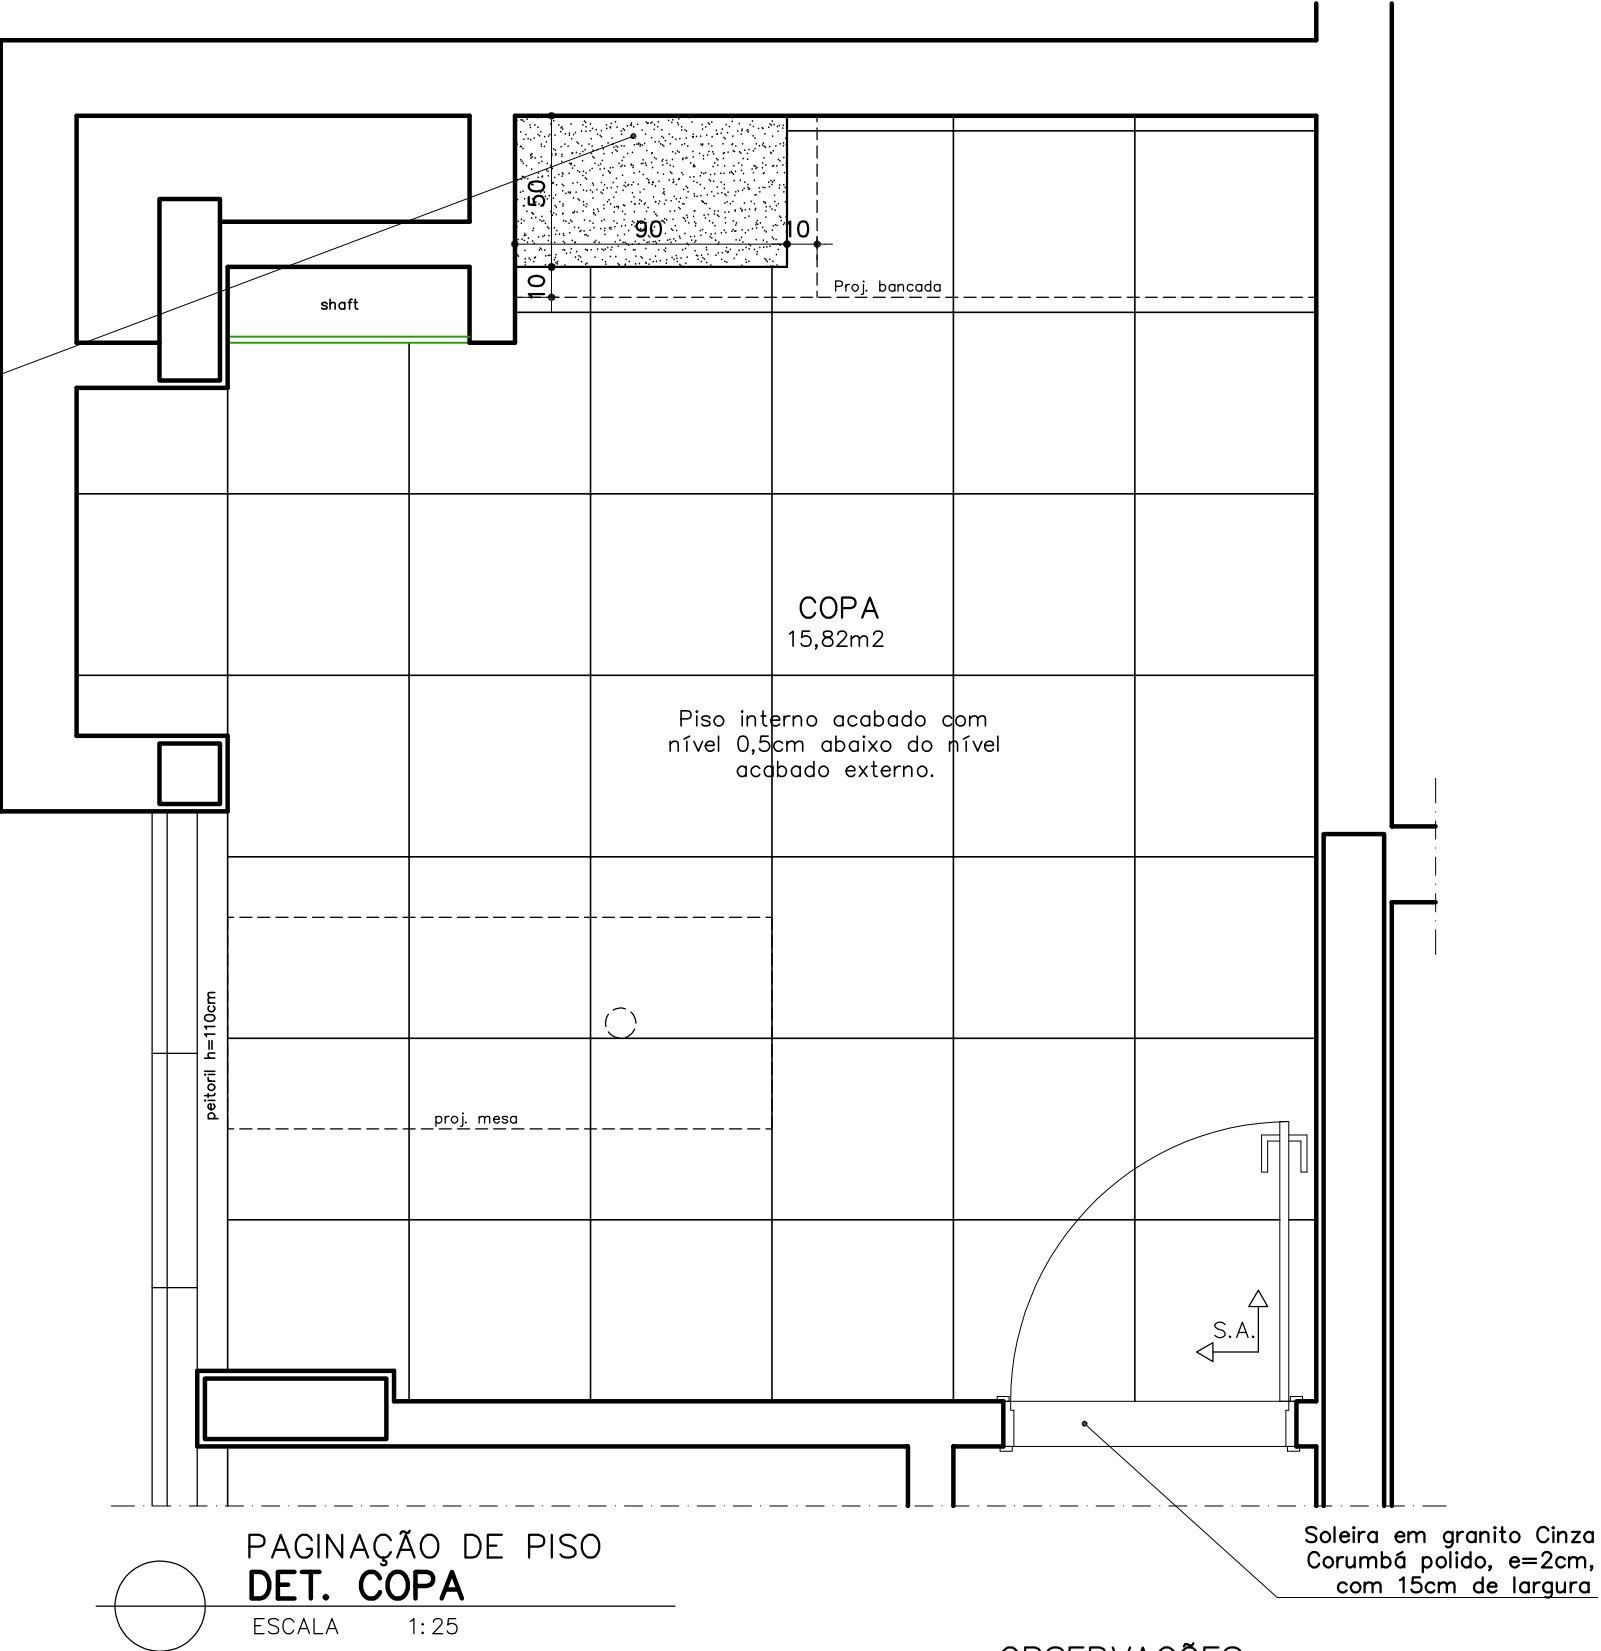 50
90
10
10
Proj. bancada
shaft
COPA
15,82m2
Piso interno acabado com
nível 0,5cm abaixo do nível
acabado externo.
peitoril h=110cm
proj. mesa
S.A.
Soleira em granito Cinza
Corumbá polido, e=2cm,
com 15cm de largura
PAGINAÇÃO DE PISO
DET. COPA
ESCALA 1:25
OBSERVAÇÕES